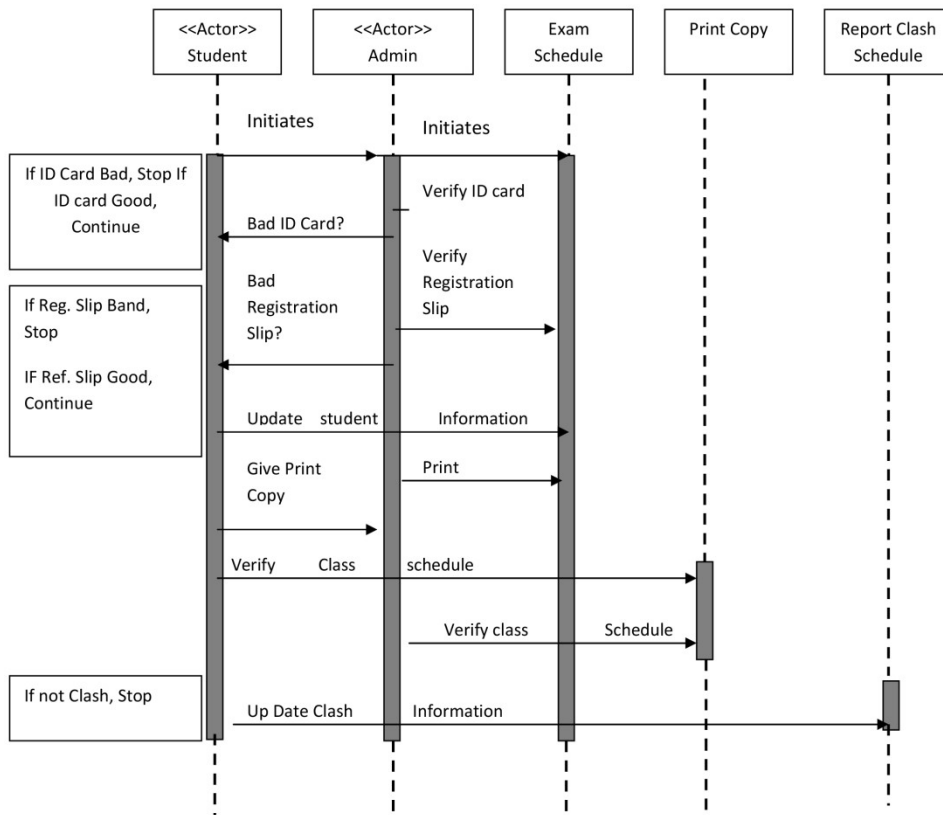 <<Actor>>
Student
<<Actor>>
Admin
Exam
Schedule
Print Copy
Report Clash
Schedule
Initiates
Initiates
If ID Card Bad, Stop If
ID card Good,
Continue
Verify ID card
Bad ID Card?
Verify
Registration
Slip
Bad
Registration
Slip?
If Reg. Slip Band,
Stop
IF Ref. Slip Good,
Continue
Update student Information
Give Print
Copy
Print
Verify Class schedule
Verify class Schedule
If not Clash, Stop
Up Date Clash Information